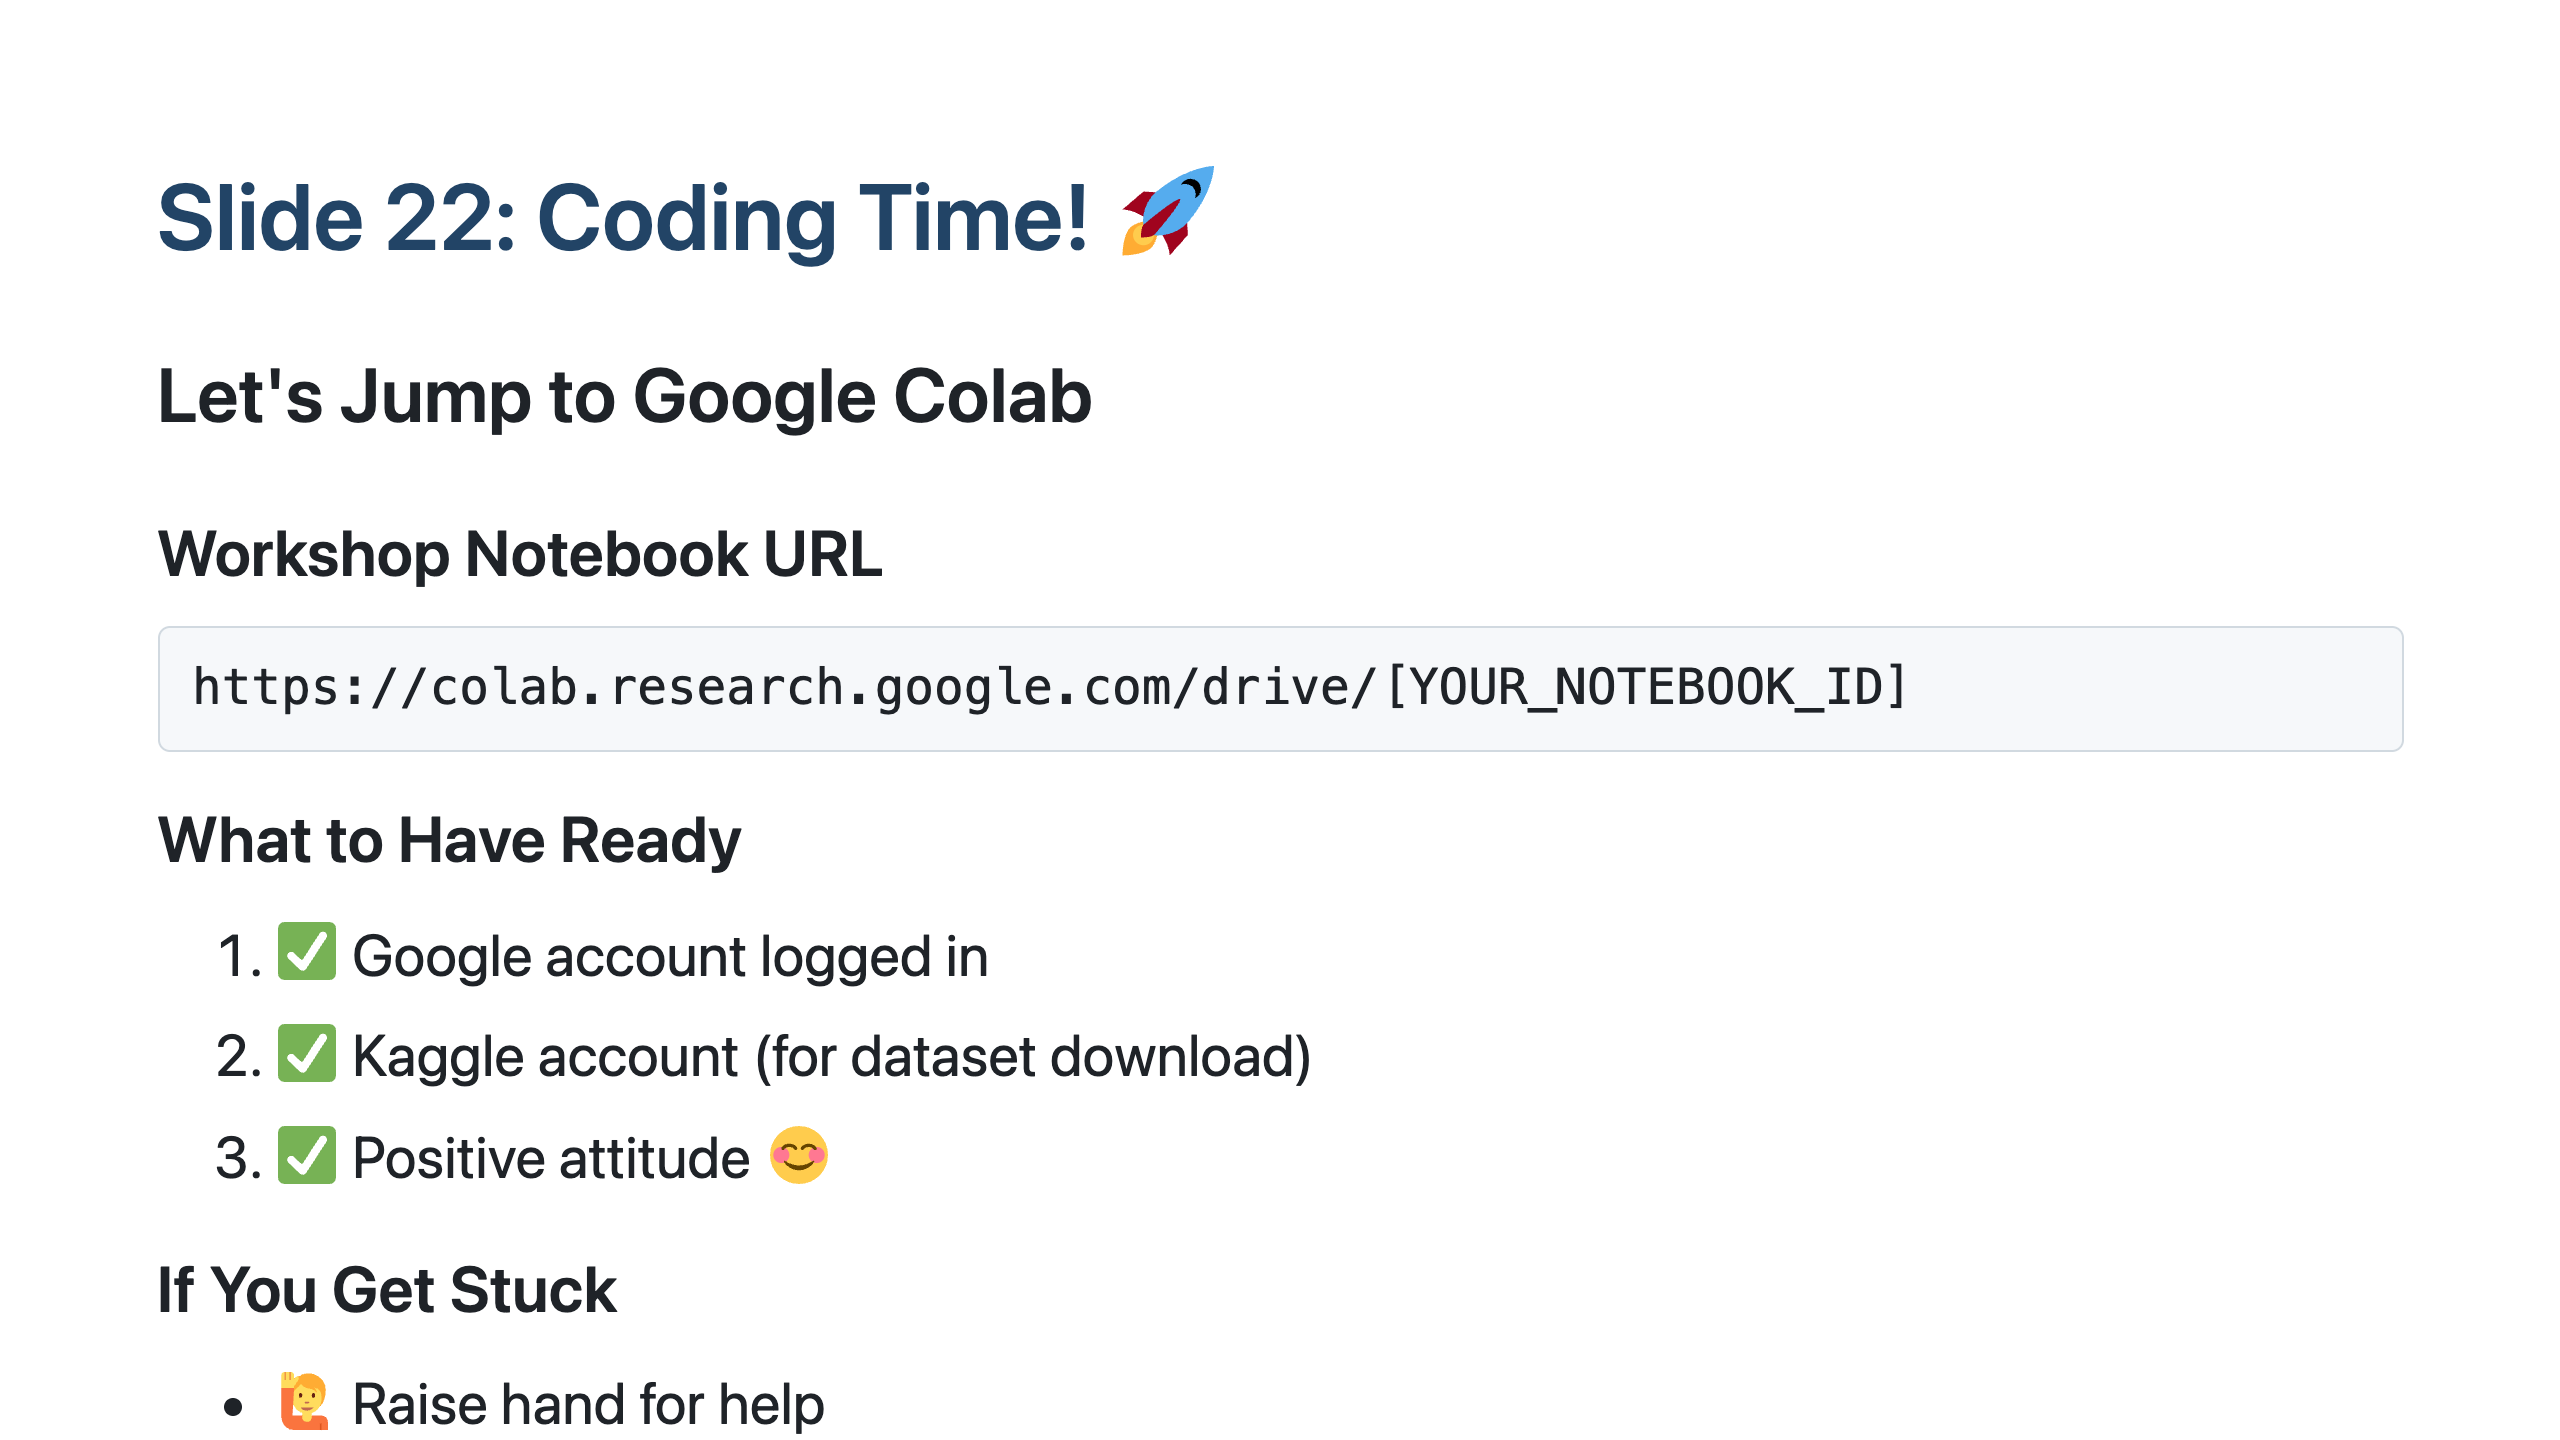 Slide 22: Coding Time! 🚀
Let's Jump to Google Colab
Workshop Notebook URL
https://colab.research.google.com/drive/[YOUR_NOTEBOOK_ID]
What to Have Ready
1. ✅ Google account logged in
2. ✅ Kaggle account (for dataset download)
3. ✅ Positive attitude 😊
If You Get Stuck
• 🙋 Raise hand for help